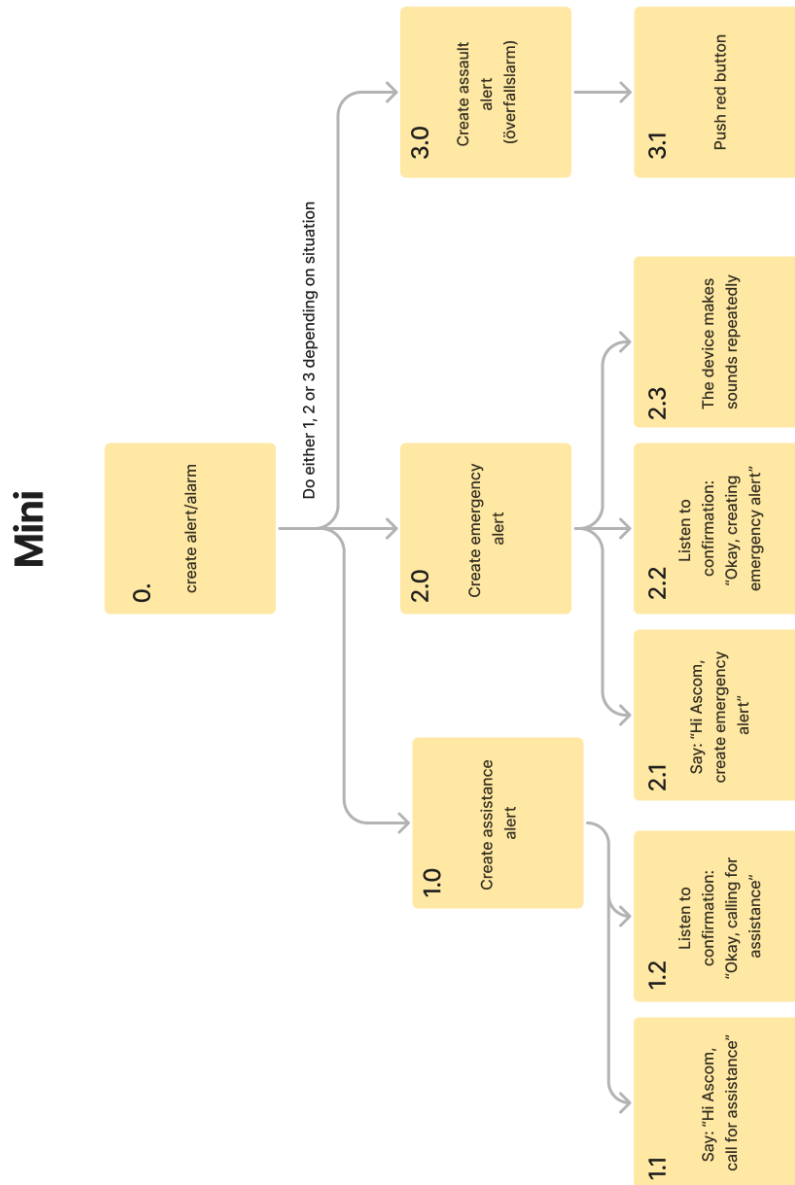 Mini
0.
create alert/alarm
Do either 1, 2 or 3 depending on situation
1.0
Create assistance
alert
2.0
Create emergency
alert
3.0
Create assault
alert
(överfallslarm)
1.1
Say: “Hi Ascom,
call for assistance”
1.2
Listen to
confirmation:
“Okay, calling for
assistance”
2.1
Say: “Hi Ascom,
create emergency
alert”
2.2
Listen to
confirmation:
“Okay, creating
emergency alert”
2.3
The device makes
sounds repeatedly
3.1
Push red button